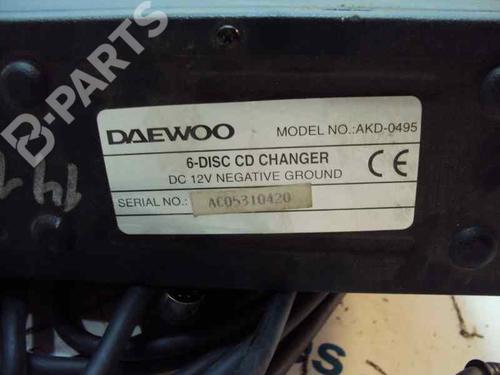 B-PARTS
DAEWOO MODEL NO.:AKD-0495
6-DISC CD CHANGER
DC 12V NEGATIVE GROUND CE
SERIAL NO.: AC05310420